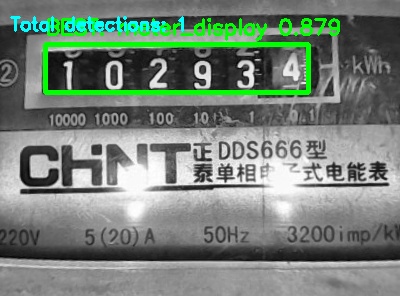 Total detections: 1
meter_display 0.879
② 1 0 2 9 3 4 kWh
10000 1000 100 10 1 0.1
CHNT 正 DDS666型
泰 单相电子式电能表
220V 5(20)A 50Hz 3200imp/k